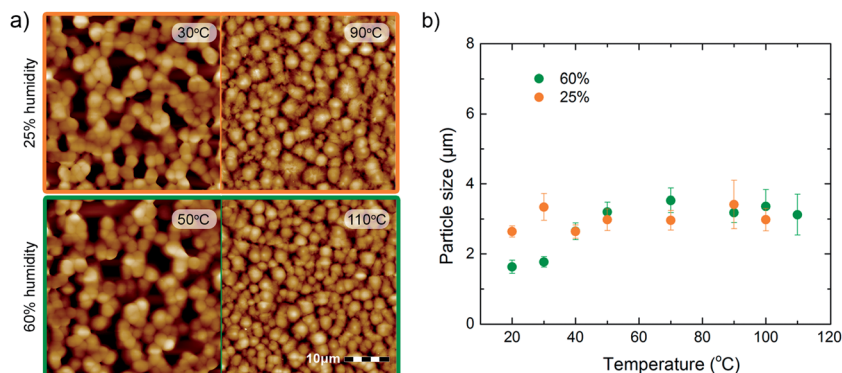 a)
25% humidity
30°C
90°C
60% humidity
50°C
110°C
10µm
b)
Particle size (µm)
8
6
4
2
0
60%
25%
20
40
60
80
100
120
Temperature (°C)